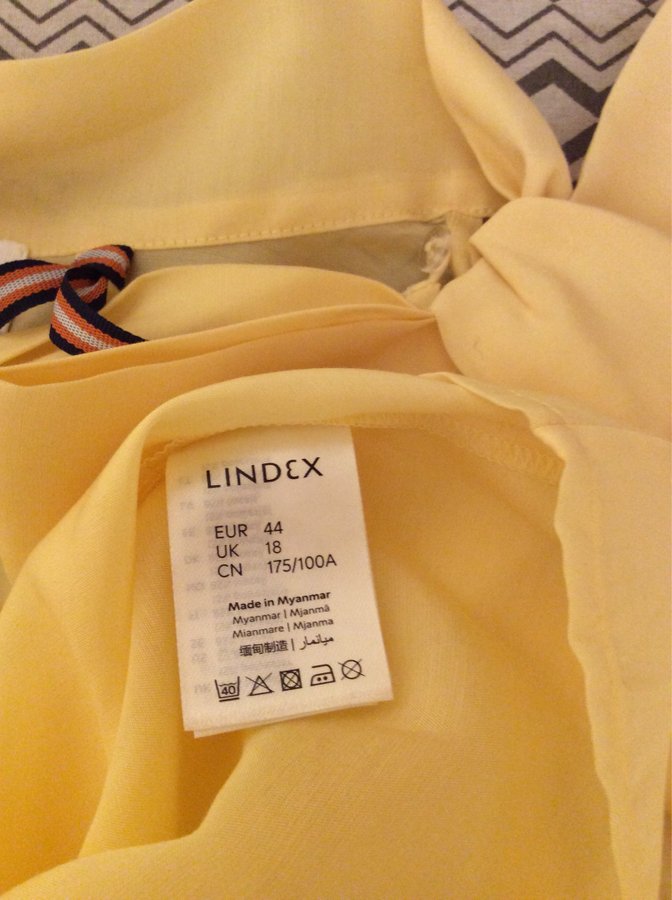 LINDEX
EUR 44
UK 18
CN 175/100A
Made in Myanmar
Myanmar | Mjanmā
Mianmare | Mjanma
缅甸制造 | ميانمار
40